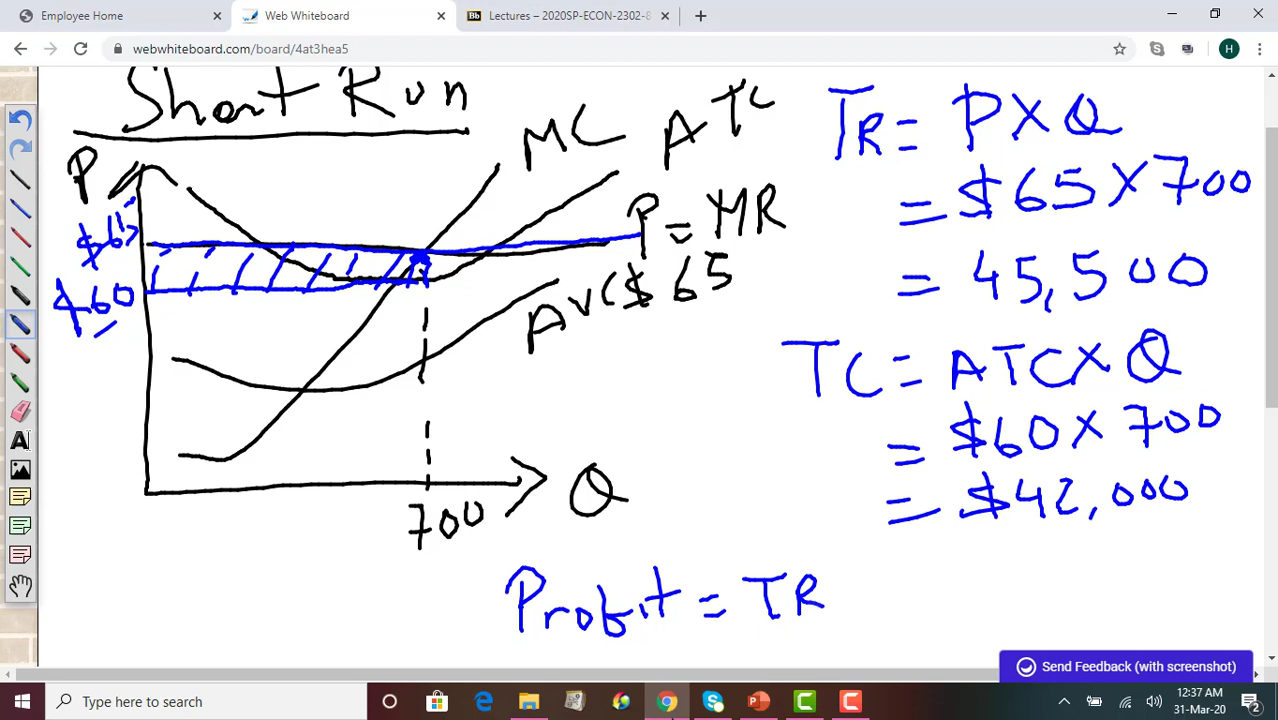 Employee Home
Web Whiteboard
Lectures – 2020SP-ECON-2302-8
webwhiteboard.com/board/4at3hea5
H
Short Run
MC
ATC
P
P = MR
$65
$65
$60
AVC
700
Q
TR = P X Q
= $65 X 700
= 45,500
TC = ATC X Q
= $60 X 700
= $42,000
Profit = TR
A
Send Feedback (with screenshot)
Type here to search
12:37 AM
31-Mar-20
2